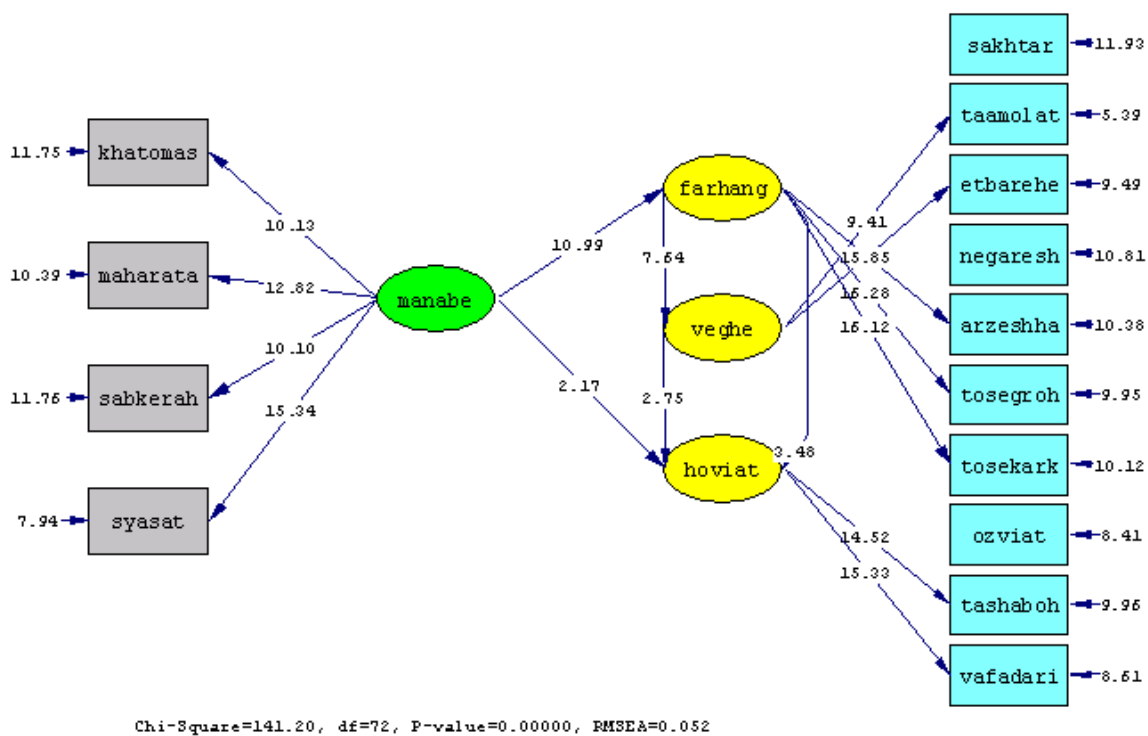 sakhtar 11.93
taamolat 5.39
11.75 khatomas
etbarehe 9.49
farhang
9.41
10.13
10.99
7.64
15.85
negaresh 10.81
10.39 maharata
12.82
manabe
16.28
veghe
16.12
arzeshha 10.38
10.10
2.17
11.76 sabkerah
2.75
tosegroh 9.95
15.34
3.48
hoviat
tosekark 10.12
7.94 syasat
14.52
ozviat 8.41
15.33
tashaboh 9.96
vafadari 8.61
Chi-Square=141.20, df=72, P-value=0.00000, RMSEA=0.052